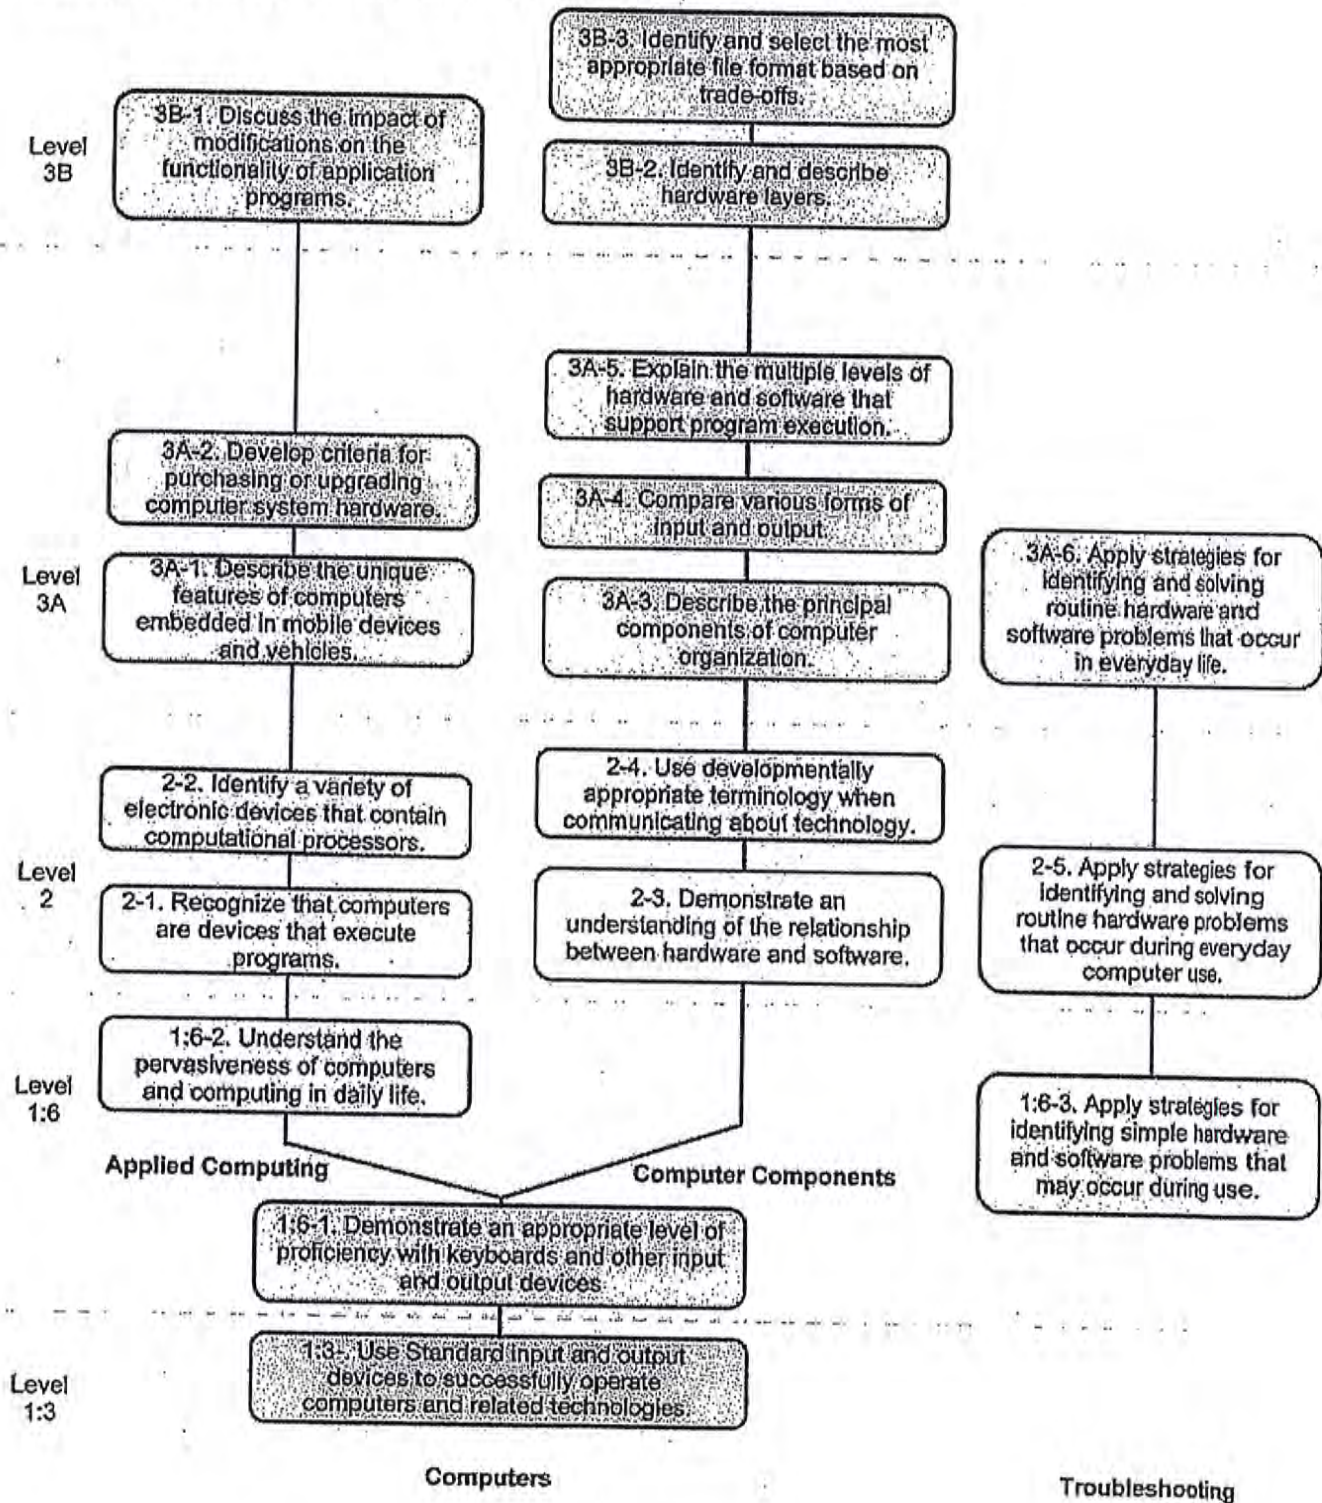 3B-3. Identify and select the most
appropriate file format based on
trade-offs.
Level
3B
3B-1. Discuss the impact of
modifications on the
functionality of application
programs.
3B-2. Identify and describe
hardware layers.
3A-5. Explain the multiple levels of
hardware and software that
support program execution.
3A-2. Develop criteria for
purchasing or upgrading
computer system hardware.
3A-4. Compare various forms of
input and output.
Level
3A
3A-1. Describe the unique
features of computers
embedded in mobile devices
and vehicles.
3A-3. Describe the principal
components of computer
organization.
3A-6. Apply strategies for
identifying and solving
routine hardware and
software problems that occur
in everyday life.
2-2. Identify a variety of
electronic devices that contain
computational processors.
2-4. Use developmentally
appropriate terminology when
communicating about technology.
Level
2
2-1. Recognize that computers
are devices that execute
programs.
2-3. Demonstrate an
understanding of the relationship
between hardware and software.
2-5. Apply strategies for
identifying and solving
routine hardware problems
that occur during everyday
computer use.
Level
1:6
1:6-2. Understand the
pervasiveness of computers
and computing in daily life.
1:6-3. Apply strategies for
identifying simple hardware
and software problems that
may occur during use.
Applied Computing
Computer Components
1:6-1. Demonstrate an appropriate level of
proficiency with keyboards and other input
and output devices
Level
1:3
1:3-. Use Standard input and output
devices to successfully operate
computers and related technologies.
Computers
Troubleshooting